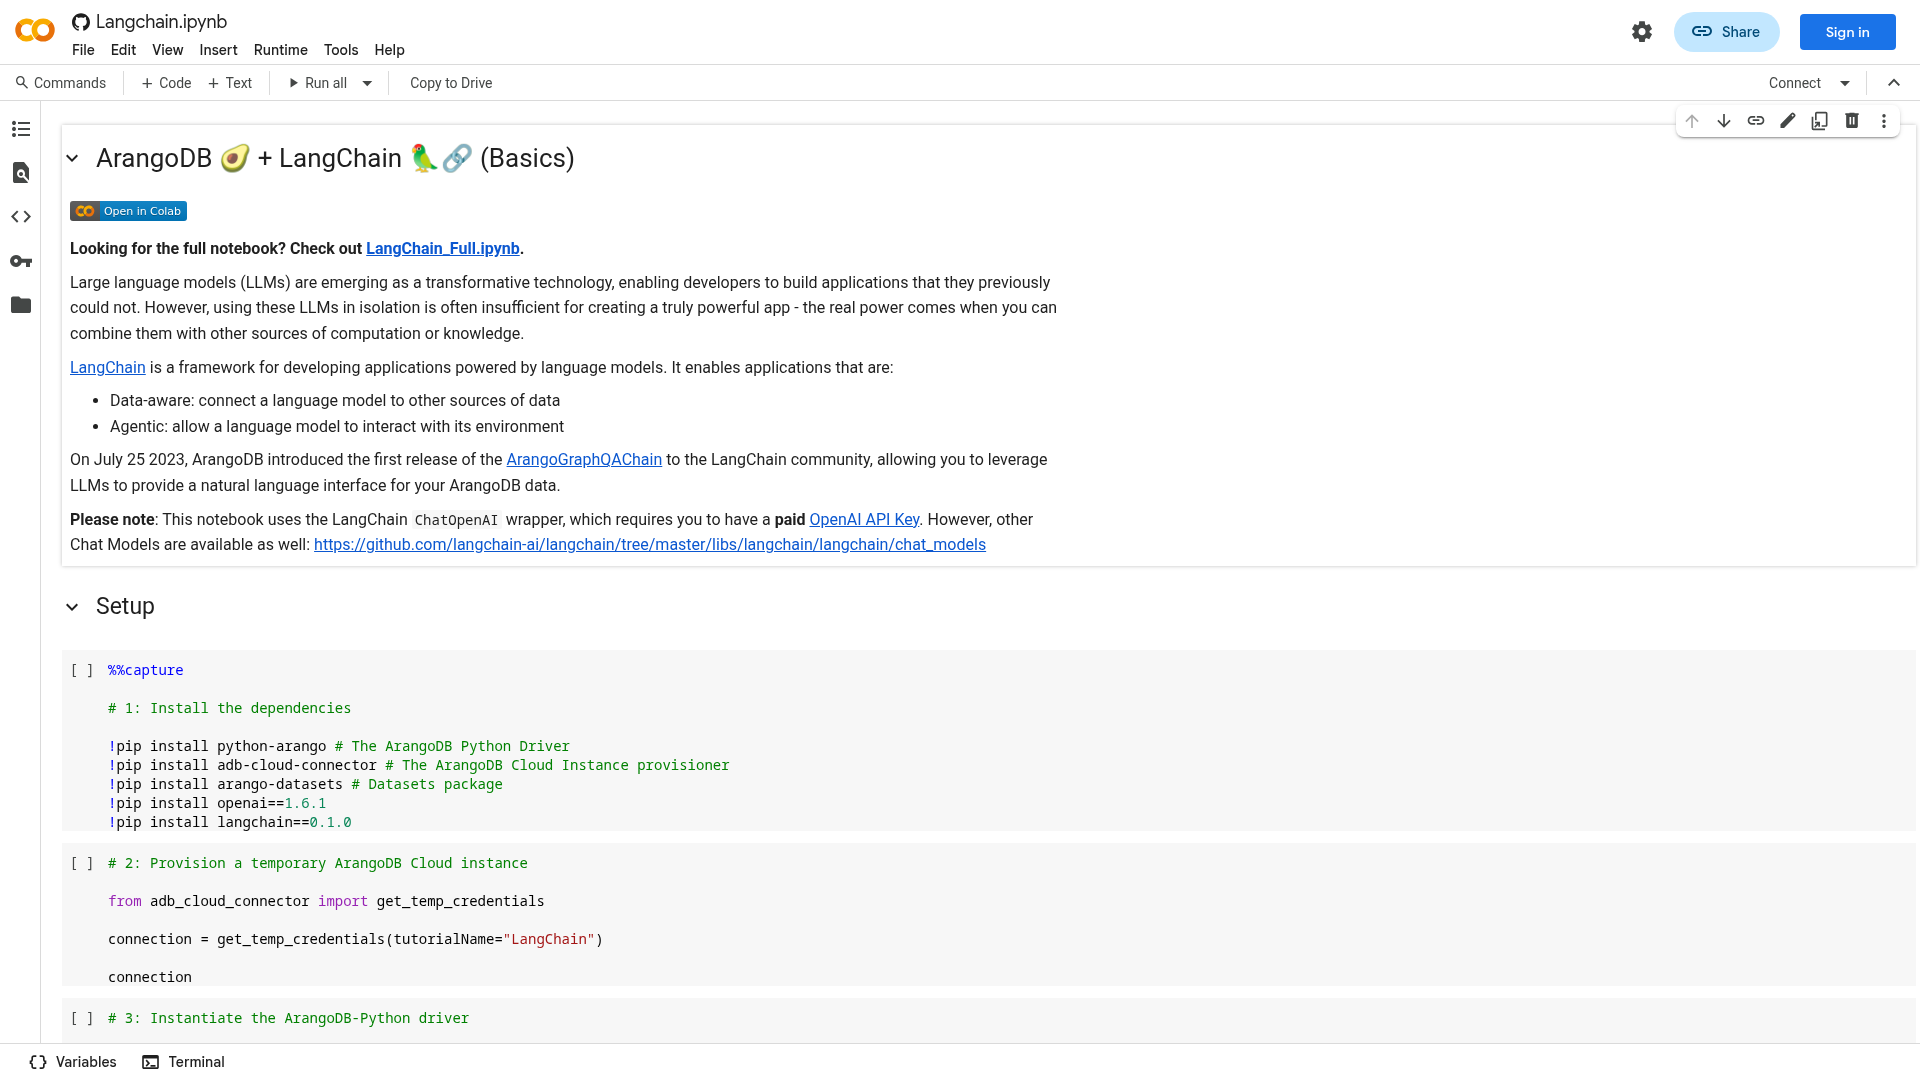 Langchain.ipynb
File Edit View Insert Runtime Tools Help
Share
Sign in
Commands + Code + Text Run all Copy to Drive
Connect
ArangoDB 🥑 + LangChain 🦜🔗 (Basics)
Open in Colab
Looking for the full notebook? Check out LangChain_Full.ipynb.
Large language models (LLMs) are emerging as a transformative technology, enabling developers to build applications that they previously
could not. However, using these LLMs in isolation is often insufficient for creating a truly powerful app - the real power comes when you can
combine them with other sources of computation or knowledge.
LangChain is a framework for developing applications powered by language models. It enables applications that are:
• Data-aware: connect a language model to other sources of data
• Agentic: allow a language model to interact with its environment
On July 25 2023, ArangoDB introduced the first release of the ArangoGraphQAChain to the LangChain community, allowing you to leverage
LLMs to provide a natural language interface for your ArangoDB data.
Please note: This notebook uses the LangChain ChatOpenAI wrapper, which requires you to have a paid OpenAI API Key. However, other
Chat Models are available as well: https://github.com/langchain-ai/langchain/tree/master/libs/langchain/langchain/chat_models
Setup
[ ] %%capture
# 1: Install the dependencies
!pip install python-arango # The ArangoDB Python Driver
!pip install adb-cloud-connector # The ArangoDB Cloud Instance provisioner
!pip install arango-datasets # Datasets package
!pip install openai==1.6.1
!pip install langchain==0.1.0
[ ] # 2: Provision a temporary ArangoDB Cloud instance
from adb_cloud_connector import get_temp_credentials
connection = get_temp_credentials(tutorialName="LangChain")
connection
[ ] # 3: Instantiate the ArangoDB-Python driver
Variables Terminal